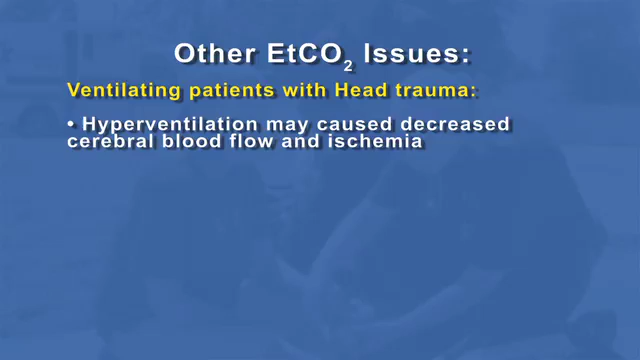 Other EtCO₂ Issues:
Ventilating patients with Head trauma:
• Hyperventilation may caused decreased
cerebral blood flow and ischemia